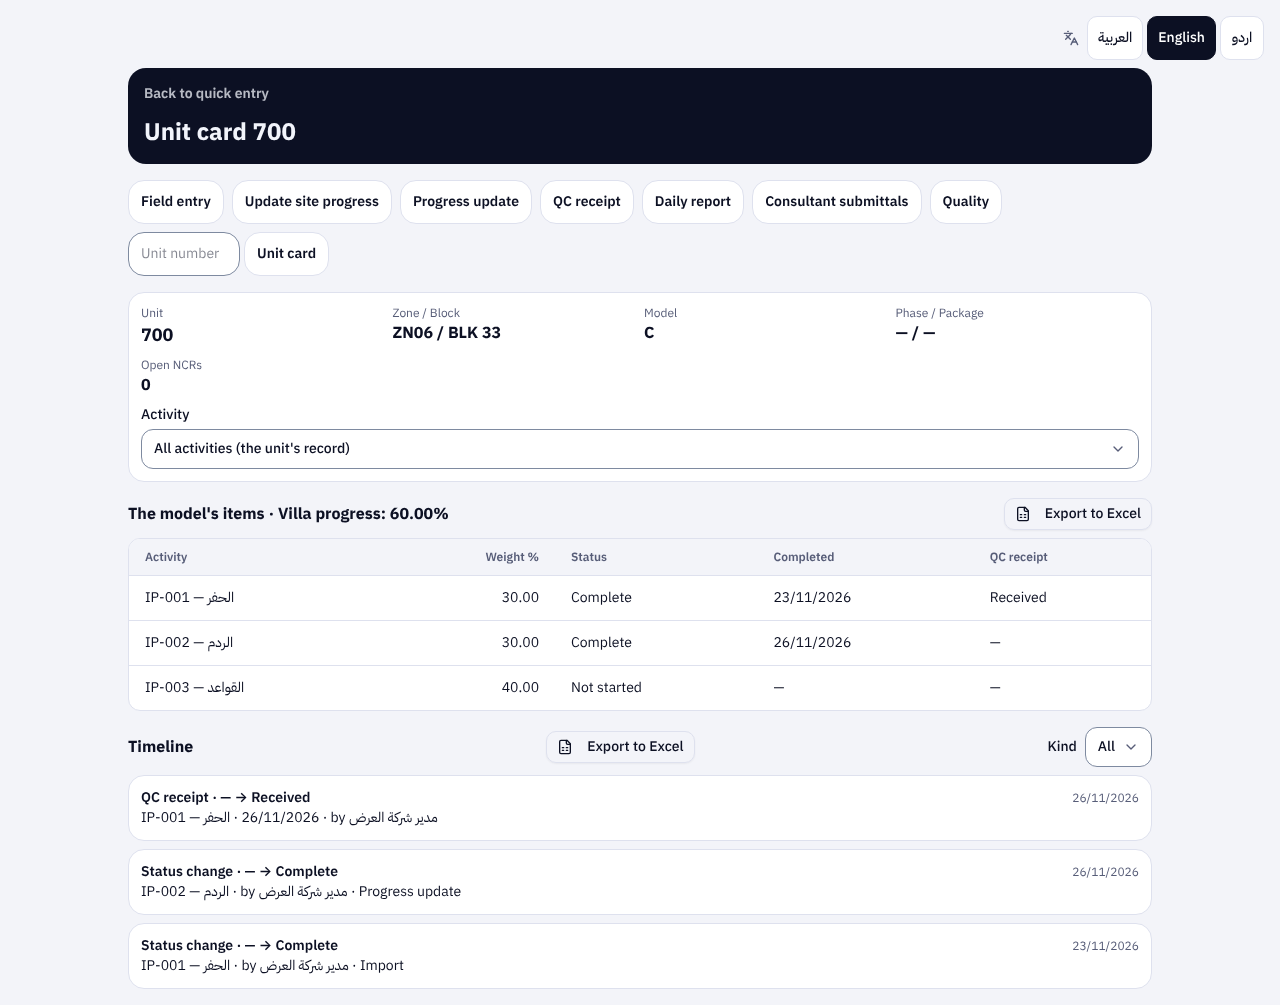 العربية
English
اردو
Back to quick entry
Unit card 700
Field entry
Update site progress
Progress update
QC receipt
Daily report
Consultant submittals
Quality
Unit number
Unit card
Unit
Zone / Block
Model
Phase / Package
700
ZN06 / BLK 33
C
— / —
Open NCRs
0
Activity
All activities (the unit's record)
The model's items · Villa progress: 60.00%
Export to Excel
Activity Weight % Status Completed QC receipt
IP-001 — الحفر 30.00 Complete 23/11/2026 Received
IP-002 — الردم 30.00 Complete 26/11/2026 —
IP-003 — القواعد 40.00 Not started — —
Timeline
Export to Excel
Kind
All
QC receipt · — → Received
26/11/2026
IP-001 — الحفر · 26/11/2026 · by مدير شركة العرض
Status change · — → Complete
26/11/2026
IP-002 — الردم · by مدير شركة العرض · Progress update
Status change · — → Complete
23/11/2026
IP-001 — الحفر · by مدير شركة العرض · Import